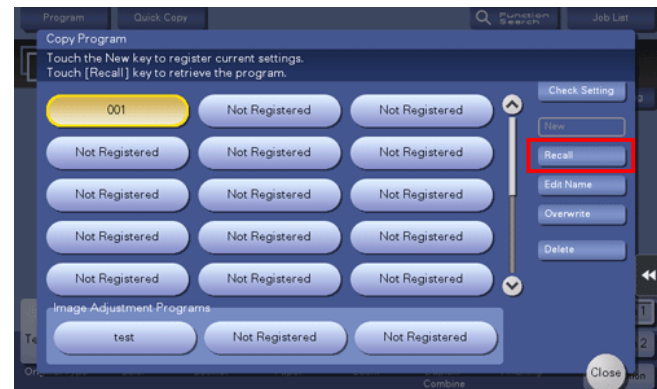 Program
Quick Copy
Function
Search
Job List
Copy Program
Touch the New key to register current settings.
Touch [Recall] key to retrieve the program.
001
Not Registered
Not Registered
Check Setting
New
Not Registered
Not Registered
Not Registered
Recall
Not Registered
Not Registered
Not Registered
Edit Name
Overwrite
Not Registered
Not Registered
Not Registered
Delete
Not Registered
Not Registered
Not Registered
Image Adjustment Programs
test
Not Registered
Not Registered
1
2
Close
Combine